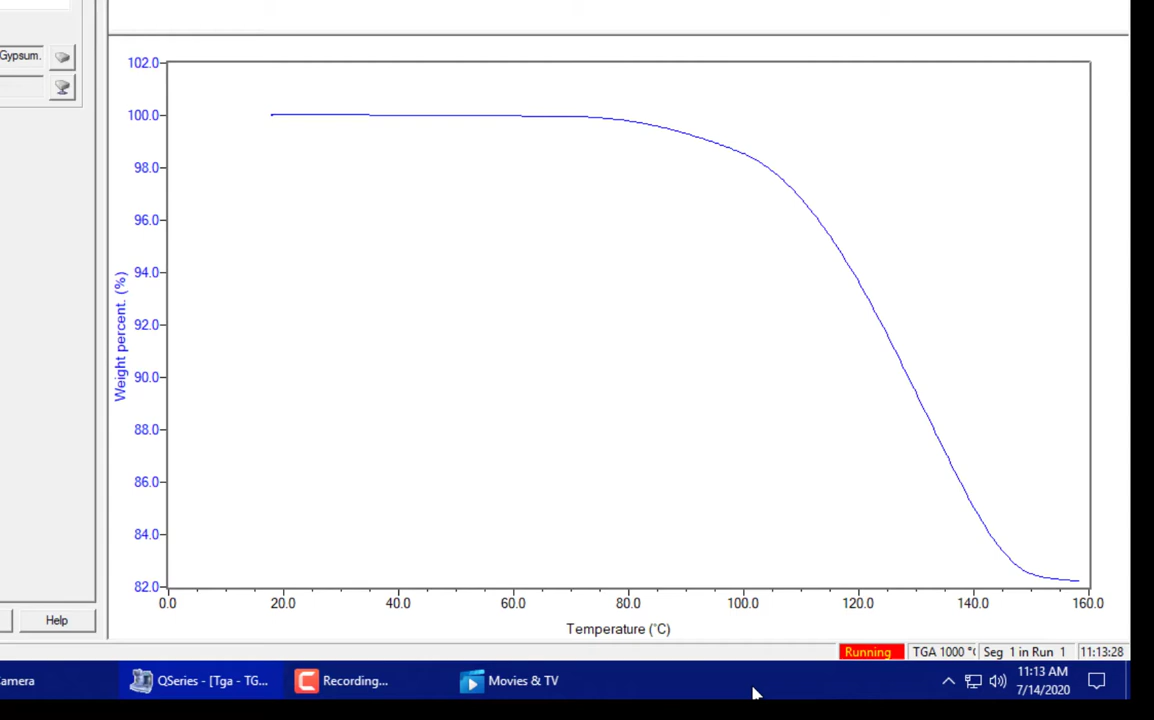 Gypsum.
102.0
100.0
98.0
96.0
94.0
92.0
90.0
88.0
86.0
84.0
82.0
Weight percent. (%)
0.0 20.0 40.0 60.0 80.0 100.0 120.0 140.0 160.0
Temperature (˚C)
Help
Running TGA 1000 °C Seg 1 in Run 1 11:13:28
amera QSeries - [Tga - TG... Recording... Movies & TV
11:13 AM
7/14/2020